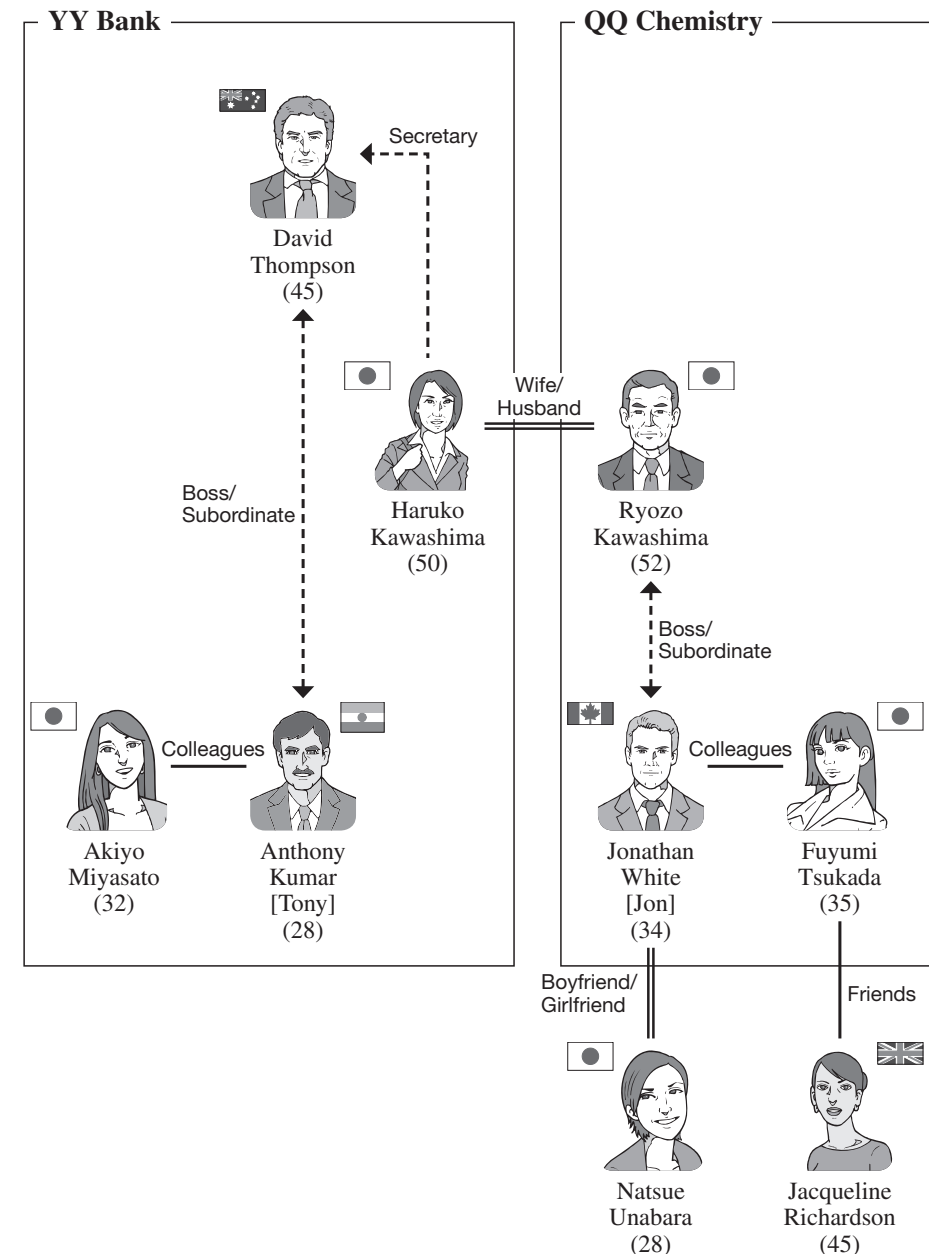 YY Bank
QQ Chemistry
Secretary
David
Thompson
(45)
Wife/
Husband
Boss/
Subordinate
Haruko
Kawashima
(50)
Ryozo
Kawashima
(52)
Boss/
Subordinate
Colleagues
Colleagues
Akiyo
Miyasato
(32)
Anthony
Kumar
[Tony]
(28)
Jonathan
White
[Jon]
(34)
Fuyumi
Tsukada
(35)
Boyfriend/
Girlfriend
Friends
Natsue
Unabara
(28)
Jacqueline
Richardson
(45)